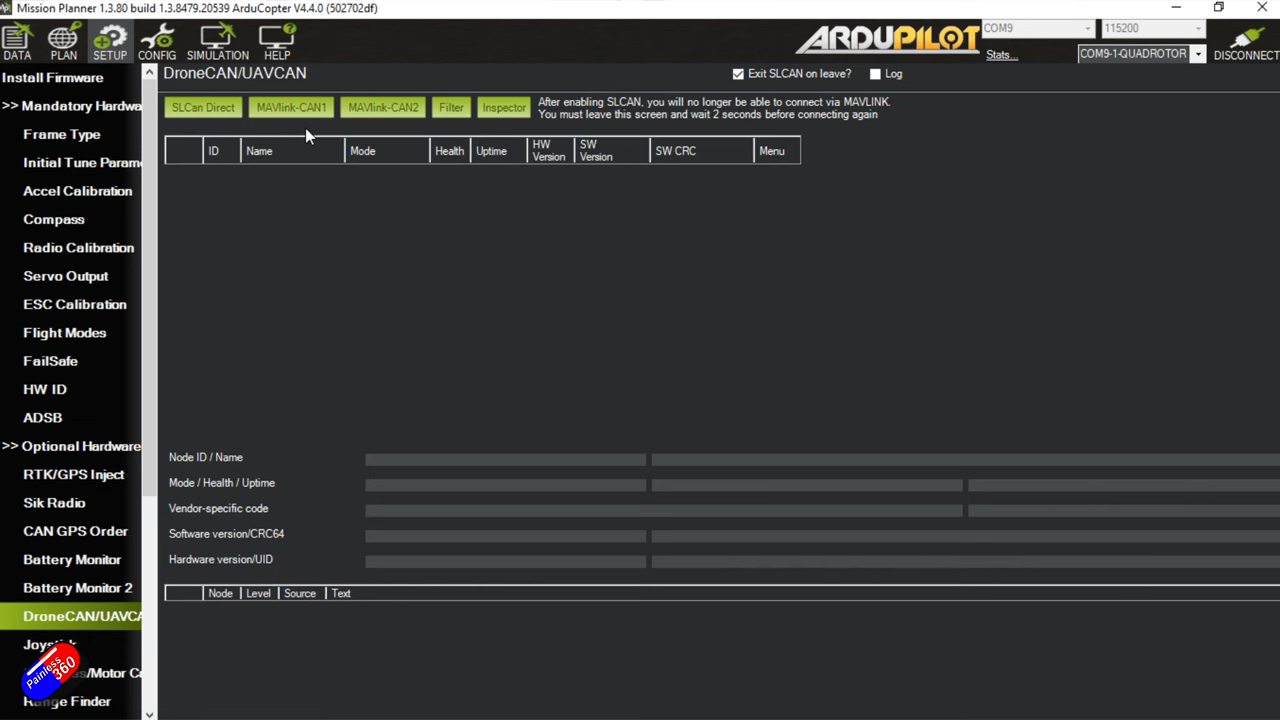 Mission Planner 1.3.80 build 1.3.8479.20539 ArduCopter V4.4.0 (502702df)
DATA PLAN SETUP CONFIG SIMULATION HELP
ARDUPILOT
COM9 115200
Stats... COM9-1-QUADROTOR DISCONNECT
Install Firmware
>> Mandatory Hardwa
Frame Type
Initial Tune Param
Accel Calibration
Compass
Radio Calibration
Servo Output
ESC Calibration
Flight Modes
FailSafe
HW ID
ADSB
>> Optional Hardware
RTK/GPS Inject
Sik Radio
CAN GPS Order
Battery Monitor
Battery Monitor 2
DroneCAN/UAVCA
Joystick
/Motor Ca
Range Finder
Painless 360
DroneCAN/UAVCAN
Exit SLCAN on leave? Log
SLCan Direct MAVlink-CAN1 MAVlink-CAN2 Filter Inspector
After enabling SLCAN, you will no longer be able to connect via MAVLINK.
You must leave this screen and wait 2 seconds before connecting again
ID Name Mode Health Uptime HW Version SW Version SW CRC Menu
Node ID / Name
Mode / Health / Uptime
Vendor-specific code
Software version/CRC64
Hardware version/UID
Node Level Source Text